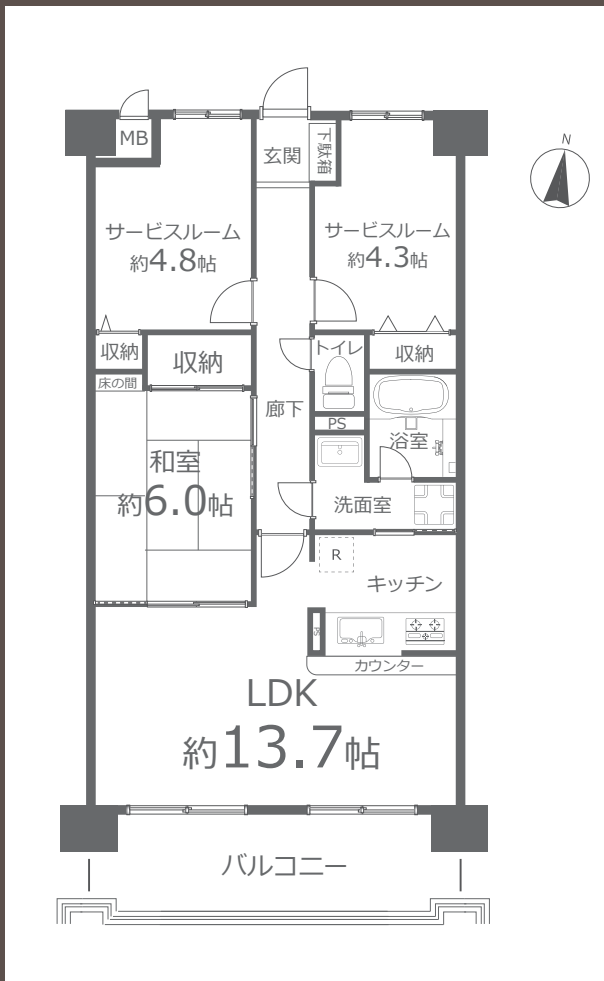 MB
玄関
下駄箱
N
サービスルーム
約4.8帖
サービスルーム
約4.3帖
収納
収納
トイレ
収納
床の間
廊下
PS
浴室
和室
約6.0帖
洗面室
R
キッチン
PS
カウンター
LDK
約13.7帖
バルコニー